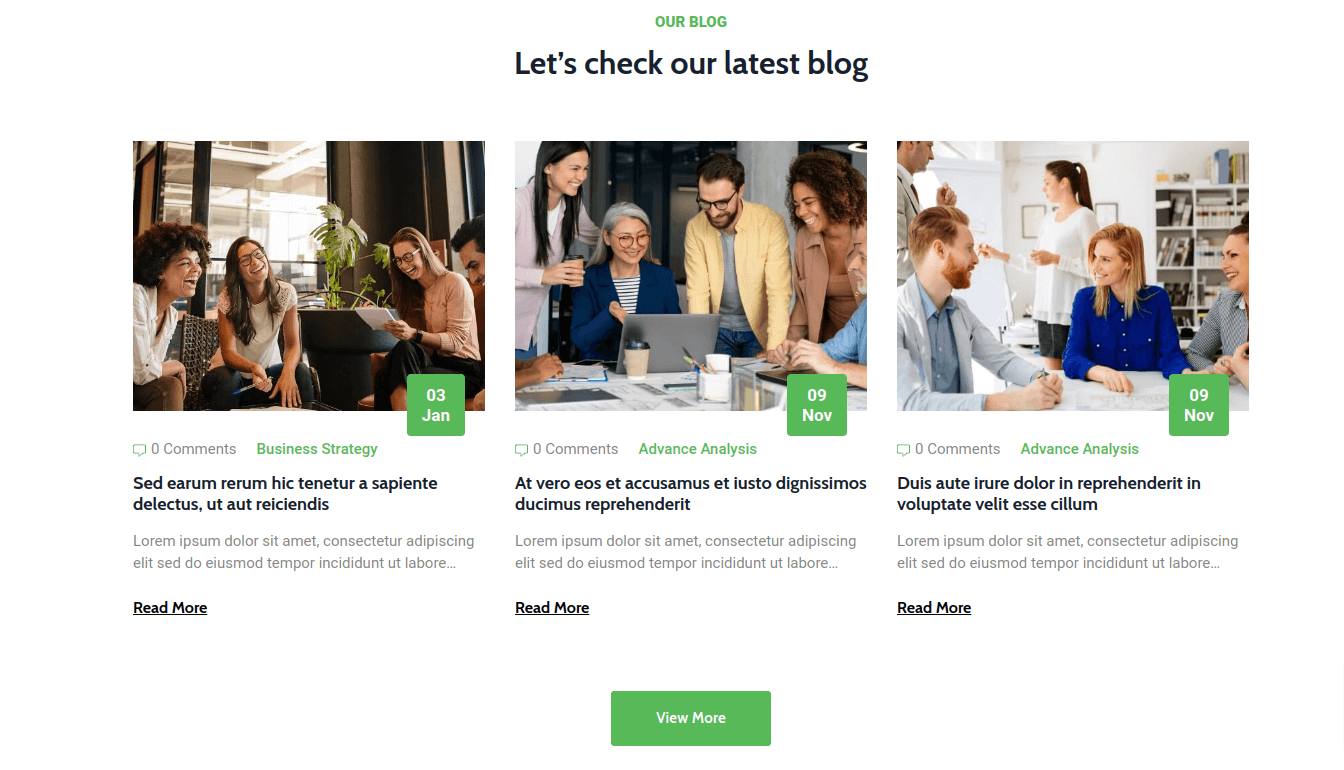 OUR BLOG
Let's check our latest blog
03
Jan
0 Comments
Business Strategy
Sed earum rerum hic tenetur a sapiente
delectus, ut aut reiciendis
Lorem ipsum dolor sit amet, consectetur adipiscing
elit sed do eiusmod tempor incididunt ut labore...
Read More
09
Nov
0 Comments
Advance Analysis
At vero eos et accusamus et iusto dignissimos
ducimus reprehenderit
Lorem ipsum dolor sit amet, consectetur adipiscing
elit sed do eiusmod tempor incididunt ut labore...
Read More
09
Nov
0 Comments
Advance Analysis
Duis aute irure dolor in reprehenderit in
voluptate velit esse cillum
Lorem ipsum dolor sit amet, consectetur adipiscing
elit sed do eiusmod tempor incididunt ut labore...
Read More
View More